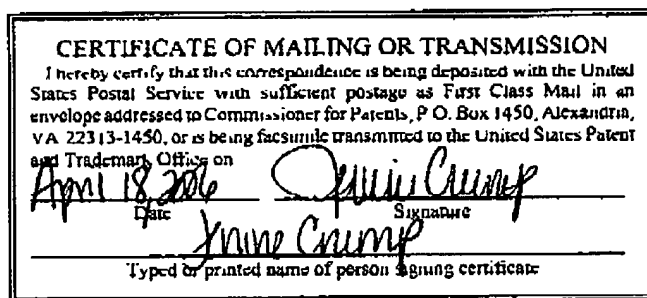 CERTIFICATE OF MAILING OR TRANSMISSION
I hereby certify that this correspondence is being deposited with the United
States Postal Service with sufficient postage as First Class Mail in an
envelope addressed to Commissioner for Patents, P O. Box 1450, Alexandria,
VA 22313-1450, or is being facsimile transmitted to the United States Patent
and Trademark Office on
April 18, 2006 Crump
Date Signature
Crump
Typed or printed name of person signing certificate